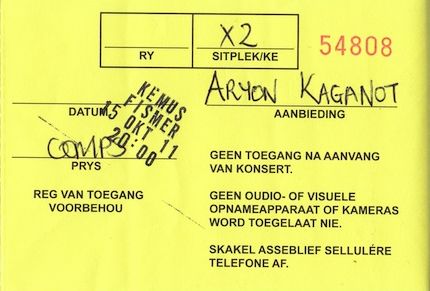 X2
RY
SITPLEK/KE
54808
ARYON KAGANOT
DATUM
AANBIEDING
KEMUS
FISMER
15 OKT 11
20:00
COMPS
PRYS
REG VAN TOEGANG
VOORBEHOU
GEEN TOEGANG NA AANVANG
VAN KONSERT.
GEEN OUDIO- OF VISUELE
OPNAMEAPPARAAT OF KAMERAS
WORD TOEGELAAT NIE.
SKAKEL ASSEBLIEF SELLULÉRE
TELEFONE AF.